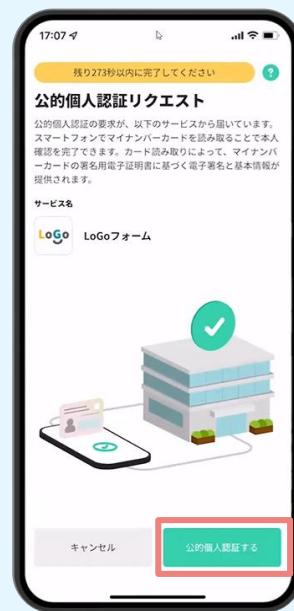 17:07
残り273秒以内に完了してください
?
公的個人認証リクエスト
公的個人認証の要求が、以下のサービスから届いています。
スマートフォンでマイナンバーカードを読み取ることで本人
確認を完了できます。カード読み取りによって、マイナンバ
ーカードの署名用電子証明書に基づく電子署名と基本情報が
提供されます。
サービス名
LoGo
LoGoフォーム
キャンセル
公的個人認証する